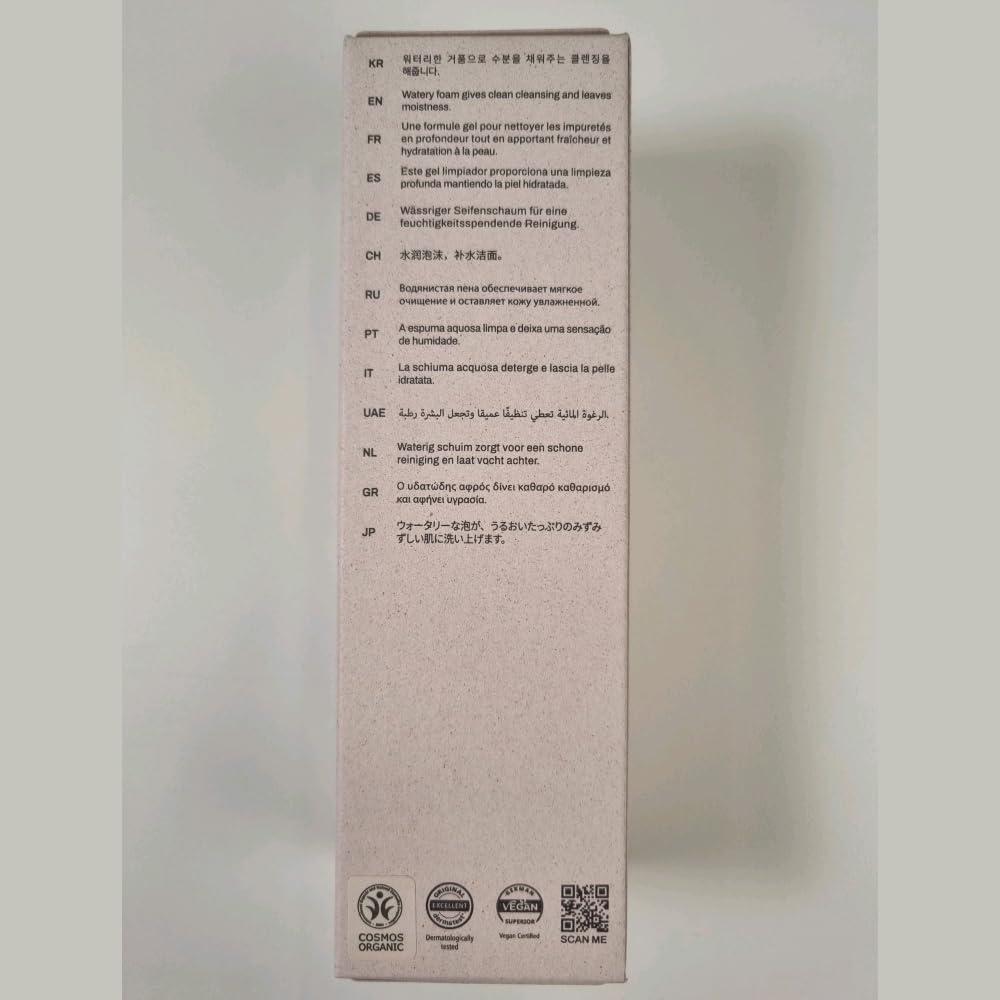 KR 워터리한 거품으로 수분을 채워주는 클렌징을
해줍니다.
EN Watery foam gives clean cleansing and leaves
moistness.
FR Une formule gel pour nettoyer les impuretés
en profondeur tout en apportant fraîcheur et
hydratation à la peau.
ES Este gel limpiador proporciona una limpieza
profunda mantiendo la piel hidratada.
DE Wässriger Seifenschaum für eine
feuchtigkeitsspendende Reinigung.
CH 水润泡沫，补水洁面。
RU Водянистая пена обеспечивает мягкое
очищение и оставляет кожу увлажненной.
PT A espuma aquosa limpa e deixa uma sensação
de humidade.
IT La schiuma acquosa deterge e lascia la pelle
idratata.
UAE الرغوة المائية تعطي تنظيفًا عميقا وتجعل البشرة رطبة.
NL Waterig schuim zorgt voor een schone
reiniging en laat vocht achter.
GR Ο υδατώδης αφρός δίνει καθαρό καθαρισμό
και αφήνει υγρασία.
JP ウォータリーな泡が、うるおいたっぷりのみずみ
ずしい肌に洗い上げます。
COSMOS
ORGANIC
ORIGINAL
EXCELLENT
dermatest
Dermatologically
tested
GERMAN
VEGAN
SUPERIOR
Vegan Certified
SCAN ME